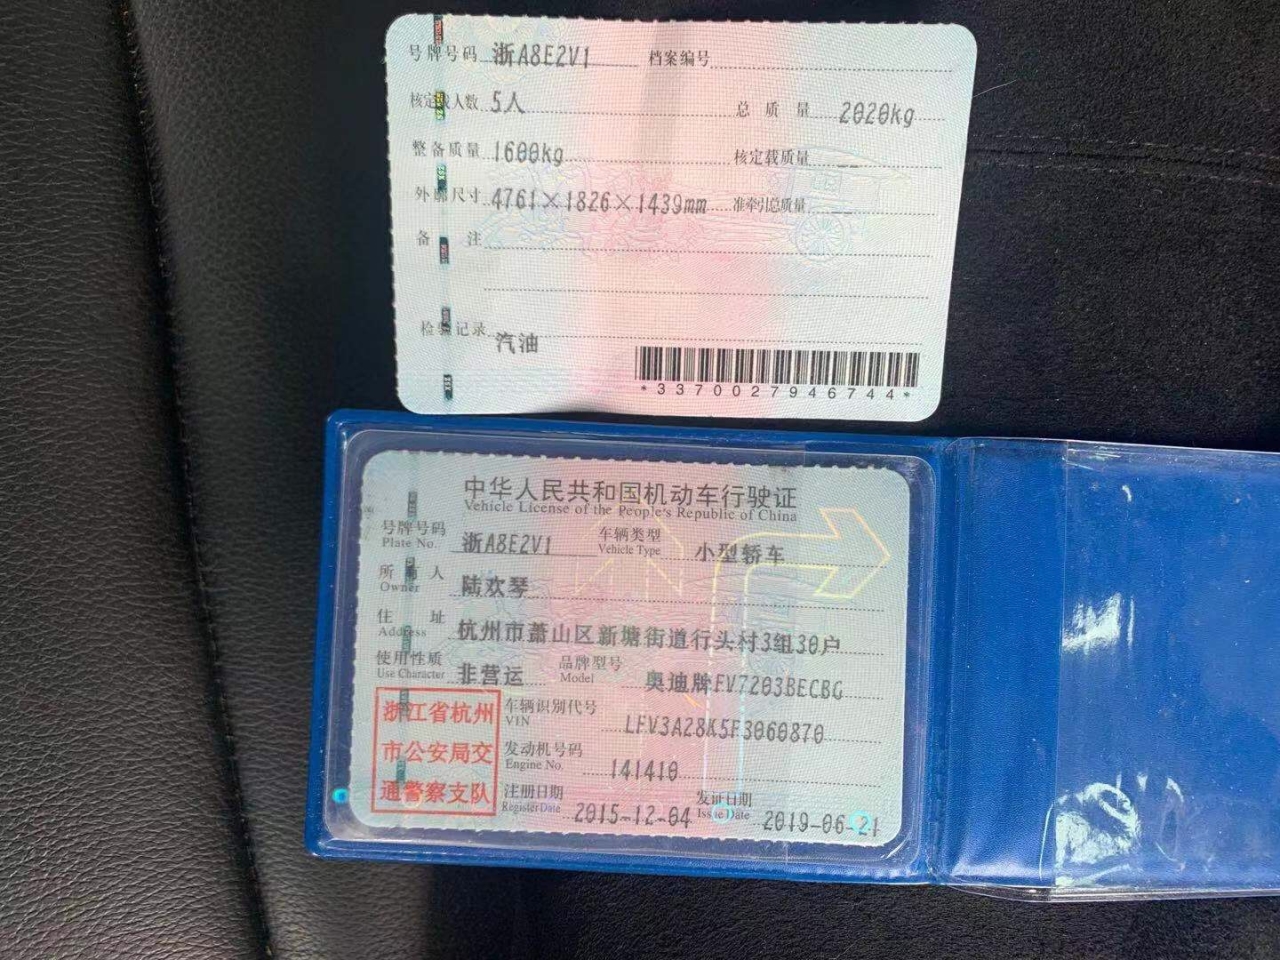 号牌号码 浙A8E2V1 档案编号
核定载人数 5人 总质量 2020kg
整备质量 1600kg 核定载质量 --
外廓尺寸 4761×1826×1439mm 准牵引总质量 --
备注
检验记录 汽油
*3370027946744*
中华人民共和国机动车行驶证
Vehicle License of the People's Republic of China
号牌号码 浙A8E2V1 车辆类型 小型轿车
Plate No. Vehicle Type
所有人 陆欢琴
Owner
住址 杭州市萧山区新塘街道行头村3组30户
Address
使用性质 非营运 品牌型号 奥迪牌FV7203BECBG
Use Character Model
浙江省杭州
市公安局交
通警察支队
车辆识别代号 LFV3A28K5F3060870
VIN
发动机号码 141410
Engine No.
注册日期 2015-12-04 发证日期 2019-06-21
Register Date Issue Date